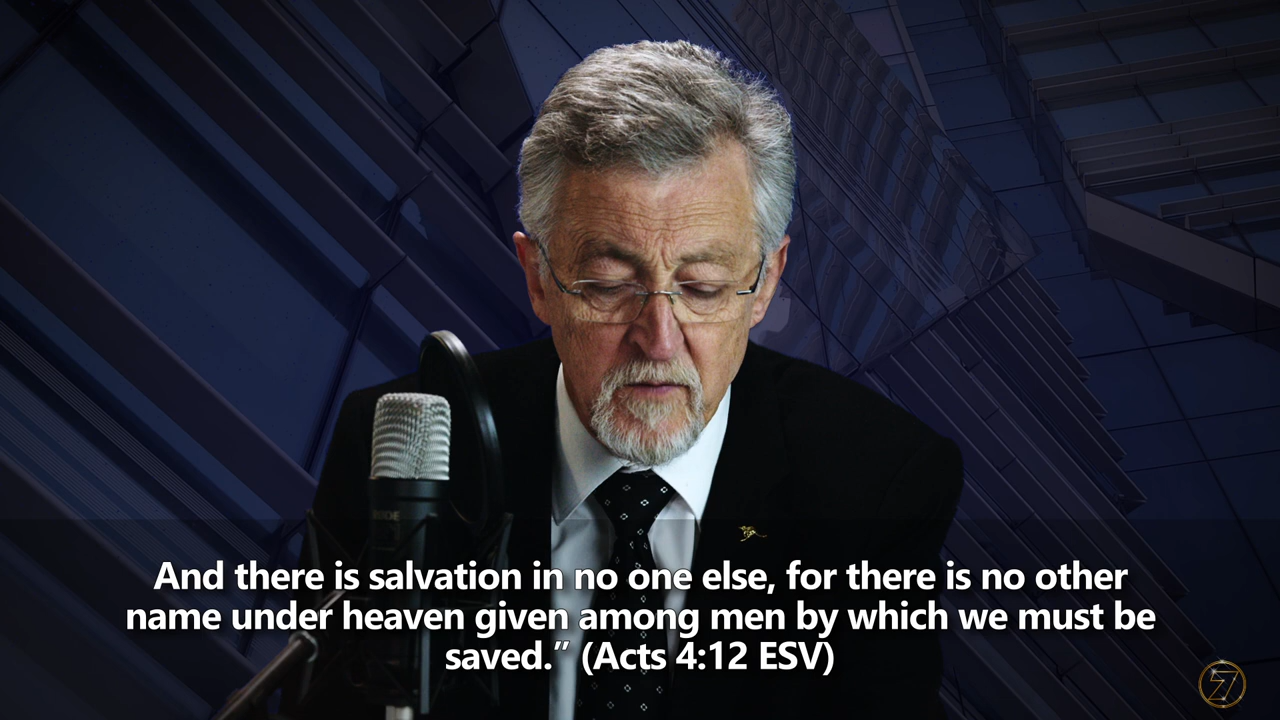 And there is salvation in no one else, for there is no other
name under heaven given among men by which we must be
saved.” (Acts 4:12 ESV)